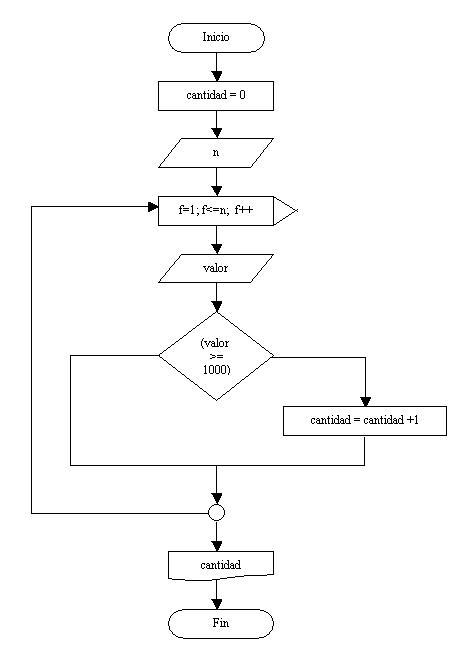 Inicio
cantidad = 0
n
f=1; f<=n; f++
valor
(valor
>=
1000)
cantidad = cantidad +1
cantidad
Fin